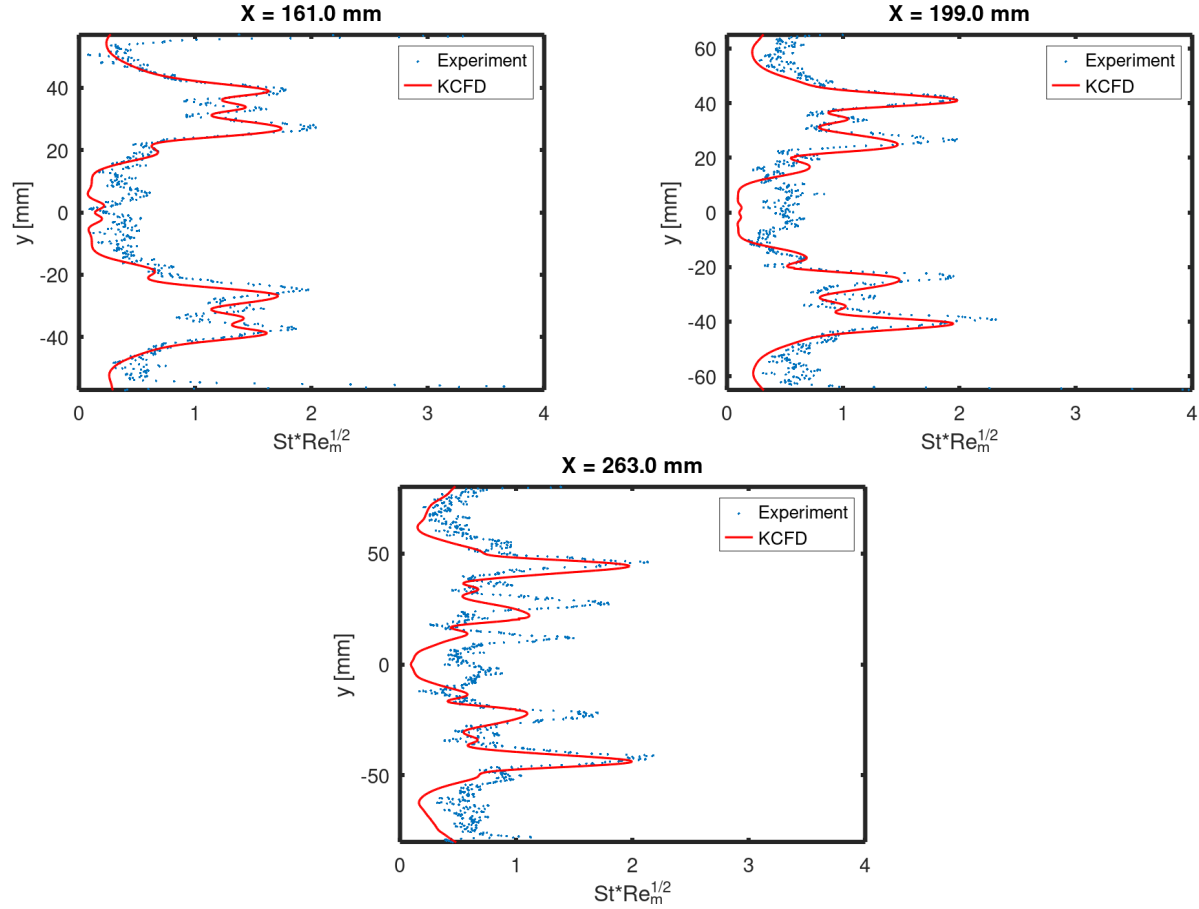 X = 161.0 mm
Experiment
KCFD
40
20
0
-20
-40
y [mm]
0 1 2 3 4
St*Re_m^{1/2}
X = 199.0 mm
Experiment
KCFD
60
40
20
0
-20
-40
-60
y [mm]
0 1 2 3 4
St*Re_m^{1/2}
X = 263.0 mm
Experiment
KCFD
50
0
-50
y [mm]
0 1 2 3 4
St*Re_m^{1/2}